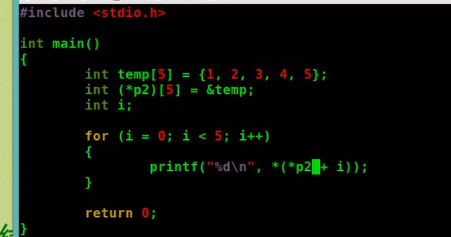 #include <stdio.h>
int main()
{
int temp[5] = {1, 2, 3, 4, 5};
int (*p2)[5] = &temp;
int i;
for (i = 0; i < 5; i++)
{
printf("%d\n", *(*p2 + i));
}
return 0;
}